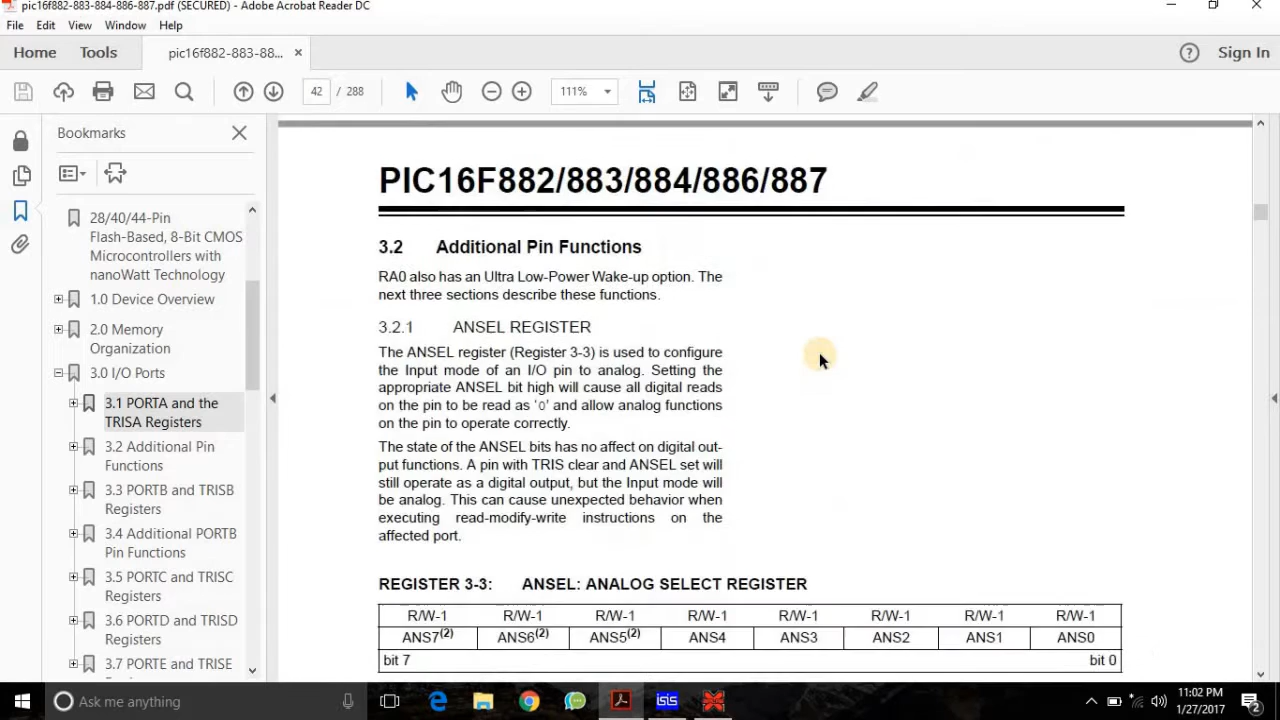 pic16f882-883-884-886-887.pdf (SECURED) - Adobe Acrobat Reader DC
File Edit View Window Help
Home Tools pic16f882-883-88... × Sign In
42 / 288 111%
Bookmarks
28/40/44-Pin
Flash-Based, 8-Bit CMOS
Microcontrollers with
nanoWatt Technology
1.0 Device Overview
2.0 Memory
Organization
3.0 I/O Ports
3.1 PORTA and the
TRISA Registers
3.2 Additional Pin
Functions
3.3 PORTB and TRISB
Registers
3.4 Additional PORTB
Pin Functions
3.5 PORTC and TRISC
Registers
3.6 PORTD and TRISD
Registers
3.7 PORTE and TRISE
PIC16F882/883/884/886/887
3.2 Additional Pin Functions
RA0 also has an Ultra Low-Power Wake-up option. The
next three sections describe these functions.
3.2.1 ANSEL REGISTER
The ANSEL register (Register 3-3) is used to configure
the Input mode of an I/O pin to analog. Setting the
appropriate ANSEL bit high will cause all digital reads
on the pin to be read as ‘0’ and allow analog functions
on the pin to operate correctly.
The state of the ANSEL bits has no affect on digital out-
put functions. A pin with TRIS clear and ANSEL set will
still operate as a digital output, but the Input mode will
be analog. This can cause unexpected behavior when
executing read-modify-write instructions on the
affected port.
REGISTER 3-3: ANSEL: ANALOG SELECT REGISTER
R/W-1 R/W-1 R/W-1 R/W-1 R/W-1 R/W-1 R/W-1 R/W-1
ANS7(2) ANS6(2) ANS5(2) ANS4 ANS3 ANS2 ANS1 ANS0
bit 7 bit 0
Ask me anything
isis
11:02 PM
1/27/2017
2